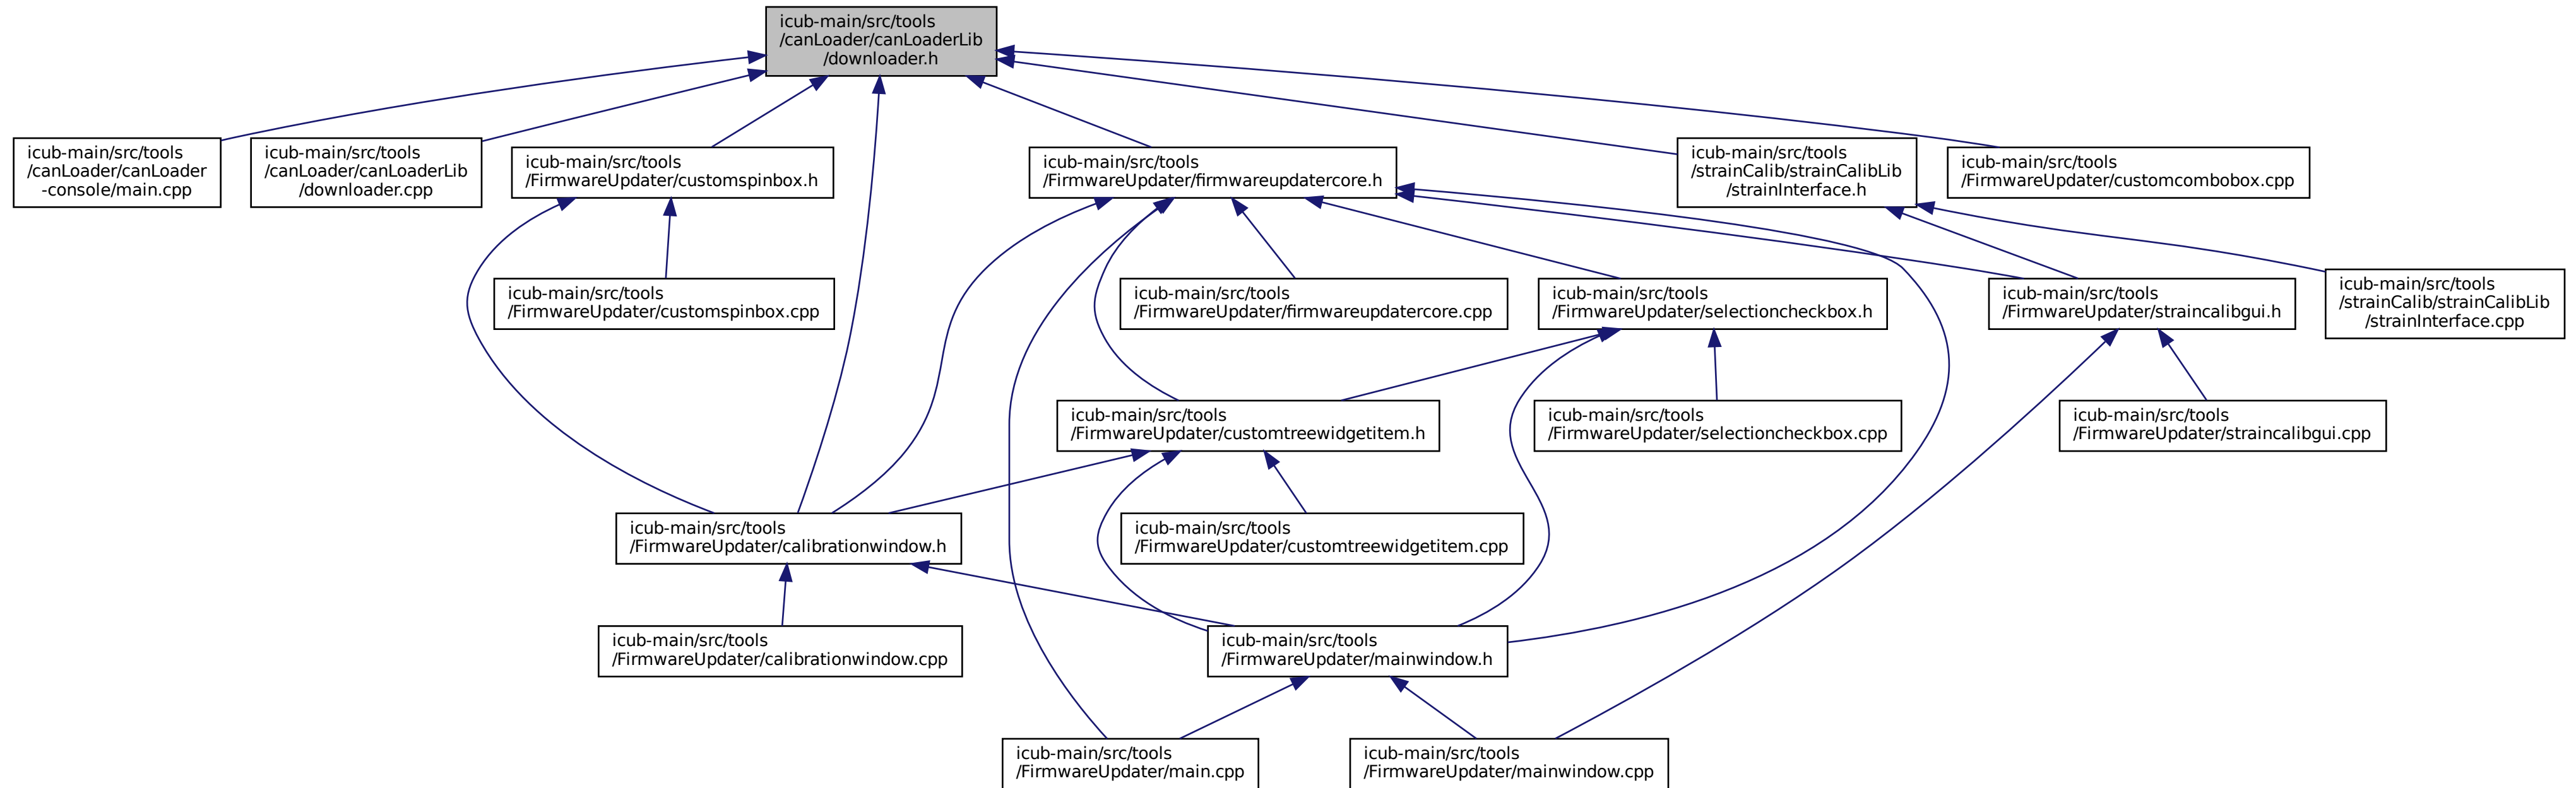 icub-main/src/tools
/canLoader/canLoaderLib
/downloader.h
icub-main/src/tools
/canLoader/canLoader
-console/main.cpp
icub-main/src/tools
/canLoader/canLoaderLib
/downloader.cpp
icub-main/src/tools
/FirmwareUpdater/customspinbox.h
icub-main/src/tools
/FirmwareUpdater/firmwareupdatercore.h
icub-main/src/tools
/strainCalib/strainCalibLib
/strainInterface.h
icub-main/src/tools
/FirmwareUpdater/customcombobox.cpp
icub-main/src/tools
/FirmwareUpdater/customspinbox.cpp
icub-main/src/tools
/FirmwareUpdater/firmwareupdatercore.cpp
icub-main/src/tools
/FirmwareUpdater/selectioncheckbox.h
icub-main/src/tools
/FirmwareUpdater/straincalibgui.h
icub-main/src/tools
/strainCalib/strainCalibLib
/strainInterface.cpp
icub-main/src/tools
/FirmwareUpdater/customtreewidgetitem.h
icub-main/src/tools
/FirmwareUpdater/selectioncheckbox.cpp
icub-main/src/tools
/FirmwareUpdater/straincalibgui.cpp
icub-main/src/tools
/FirmwareUpdater/calibrationwindow.h
icub-main/src/tools
/FirmwareUpdater/customtreewidgetitem.cpp
icub-main/src/tools
/FirmwareUpdater/calibrationwindow.cpp
icub-main/src/tools
/FirmwareUpdater/mainwindow.h
icub-main/src/tools
/FirmwareUpdater/main.cpp
icub-main/src/tools
/FirmwareUpdater/mainwindow.cpp